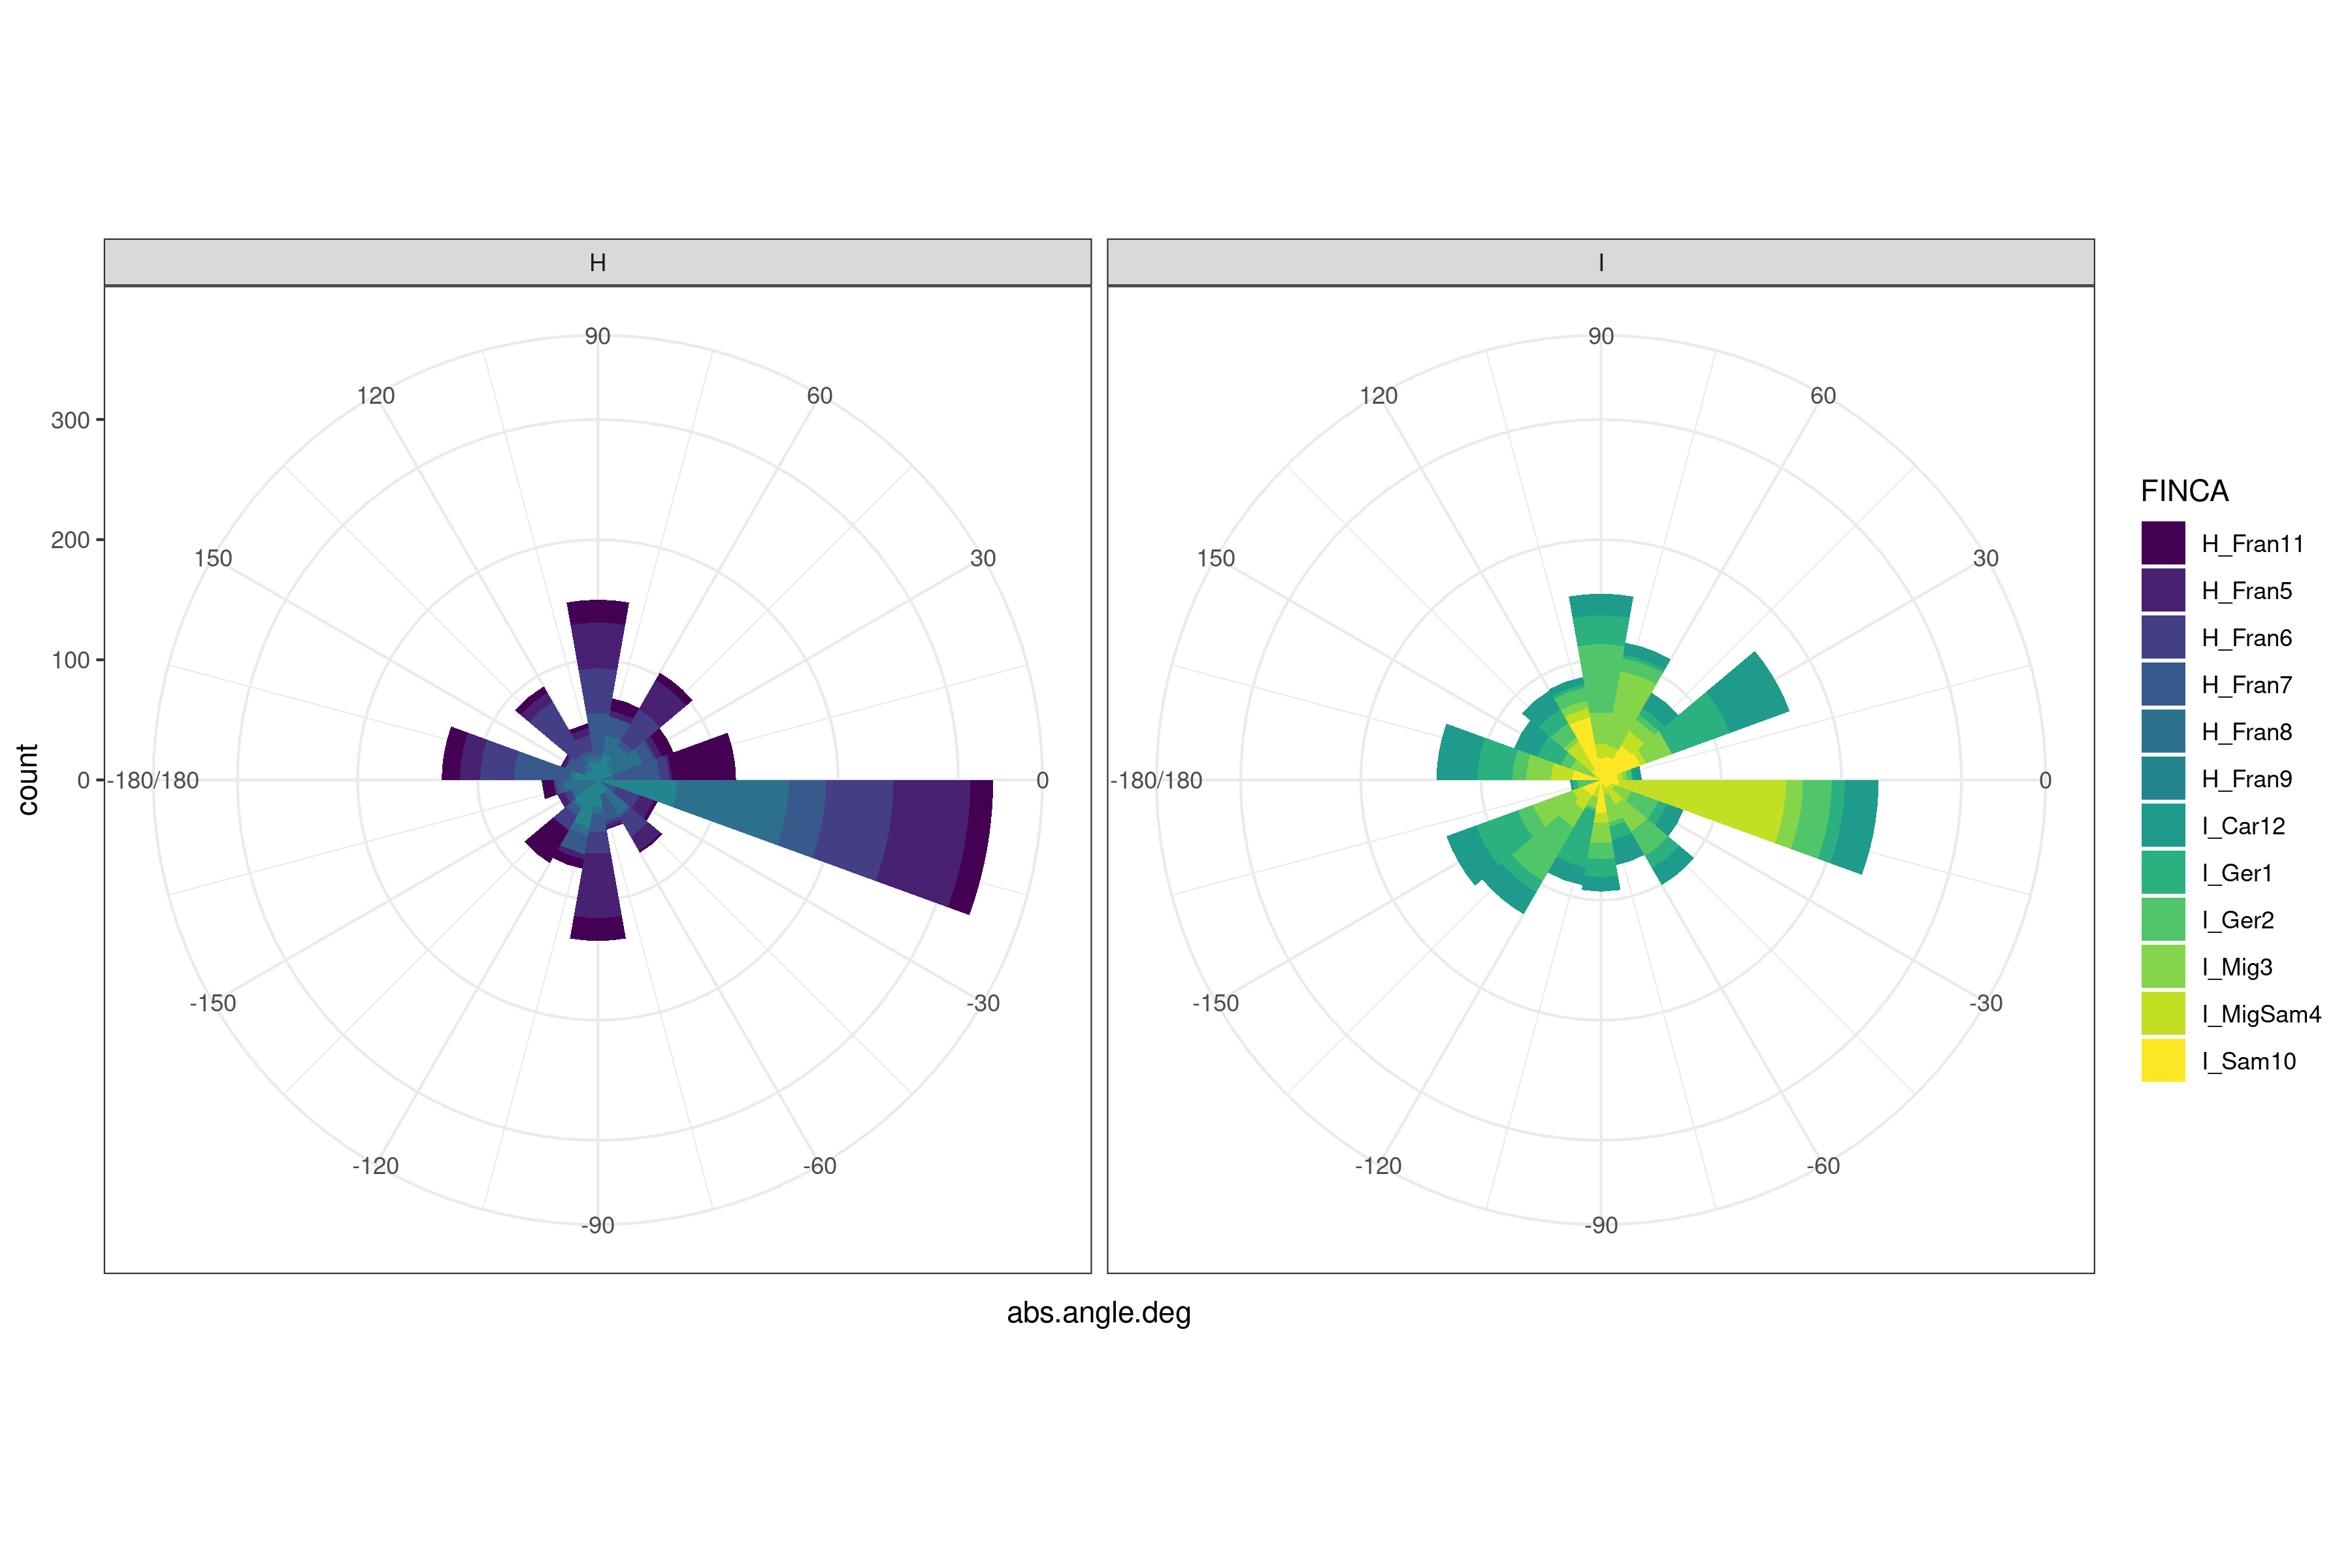 H
I
90
120
60
150
30
-180/180
0
-150
-30
-120
-60
-90
90
120
60
150
30
-180/180
0
-150
-30
-120
-60
-90
300
200
100
0
count
abs.angle.deg
FINCA
H_Fran11
H_Fran5
H_Fran6
H_Fran7
H_Fran8
H_Fran9
I_Car12
I_Ger1
I_Ger2
I_Mig3
I_MigSam4
I_Sam10